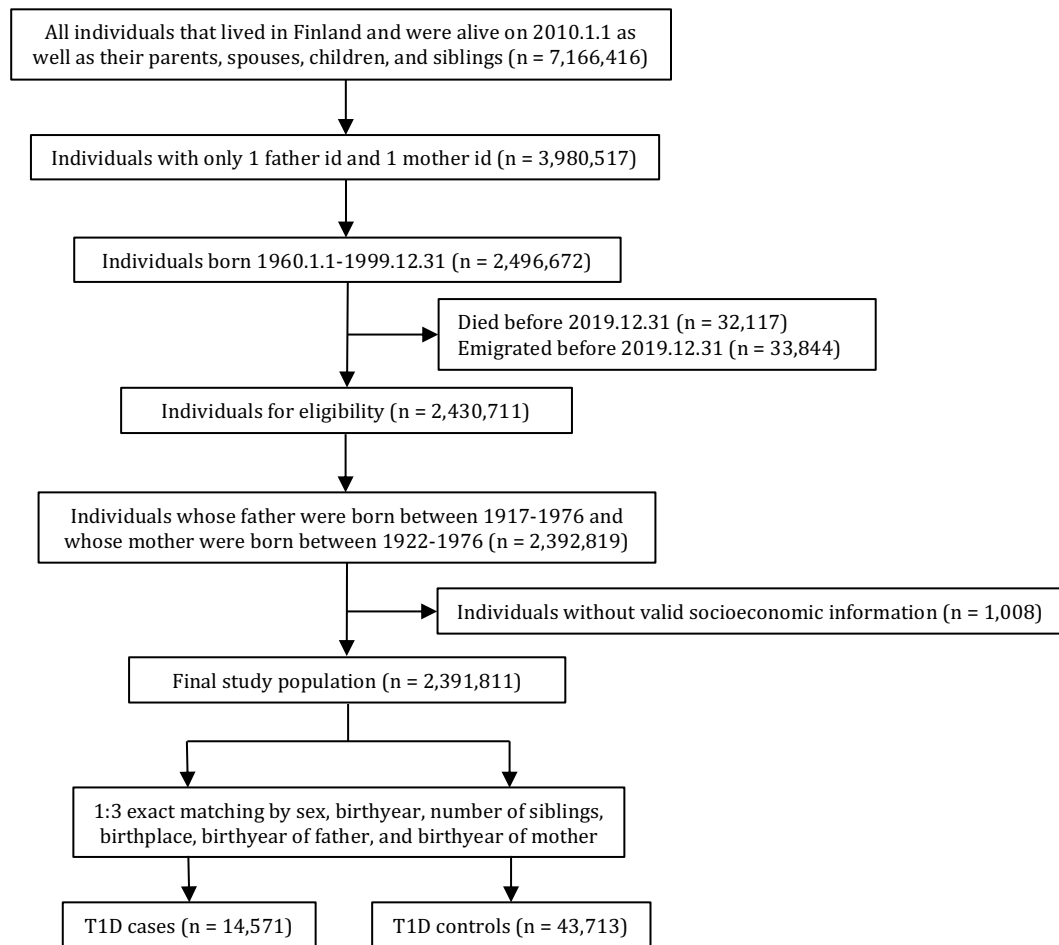 All individuals that lived in Finland and were alive on 2010.1.1 as
well as their parents, spouses, children, and siblings (n = 7,166,416)
Individuals with only 1 father id and 1 mother id (n = 3,980,517)
Individuals born 1960.1.1-1999.12.31 (n = 2,496,672)
Died before 2019.12.31 (n = 32,117)
Emigrated before 2019.12.31 (n = 33,844)
Individuals for eligibility (n = 2,430,711)
Individuals whose father were born between 1917-1976 and
whose mother were born between 1922-1976 (n = 2,392,819)
Individuals without valid socioeconomic information (n = 1,008)
Final study population (n = 2,391,811)
1:3 exact matching by sex, birthyear, number of siblings,
birthplace, birthyear of father, and birthyear of mother
T1D cases (n = 14,571)
T1D controls (n = 43,713)